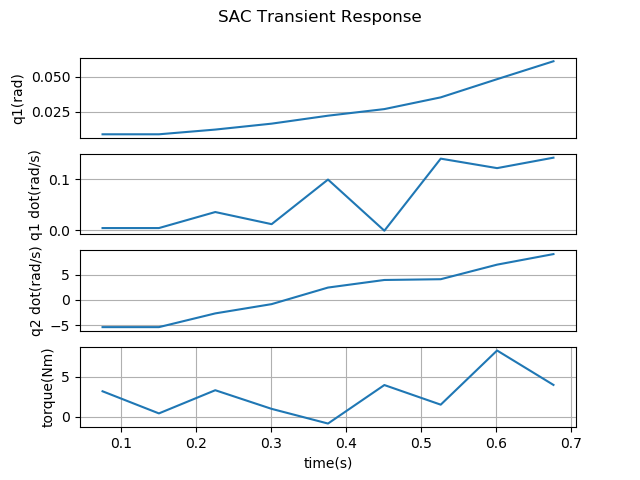 SAC Transient Response
q1(rad)
0.050
0.025
q1 dot(rad/s)
0.1
0.0
q2 dot(rad/s)
5
0
−5
torque(Nm)
5
0
0.1 0.2 0.3 0.4 0.5 0.6 0.7
time(s)